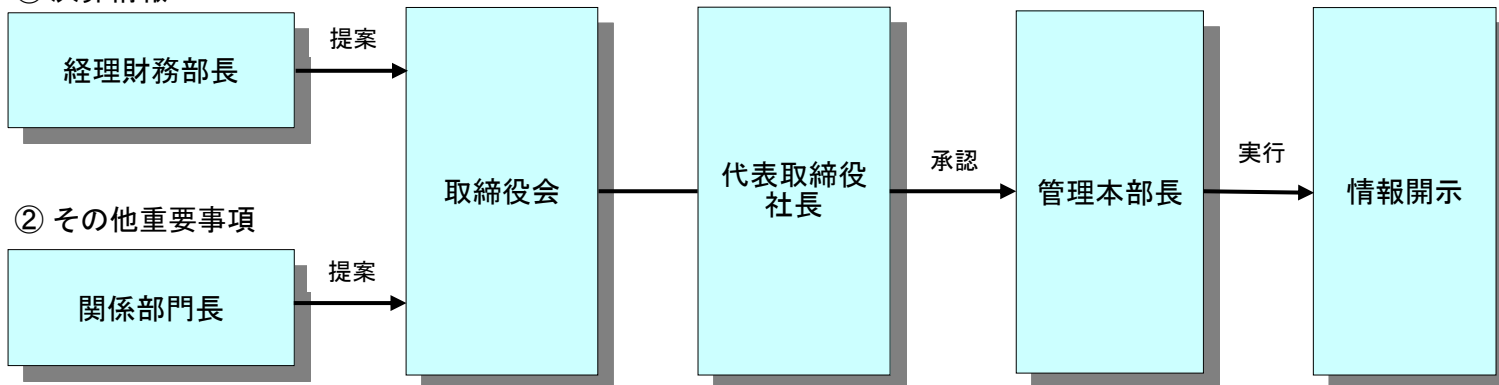 提案
経理財務部長
取締役会
代表取締役
社長
承認
管理本部長
実行
情報開示
② その他重要事項
提案
関係部門長